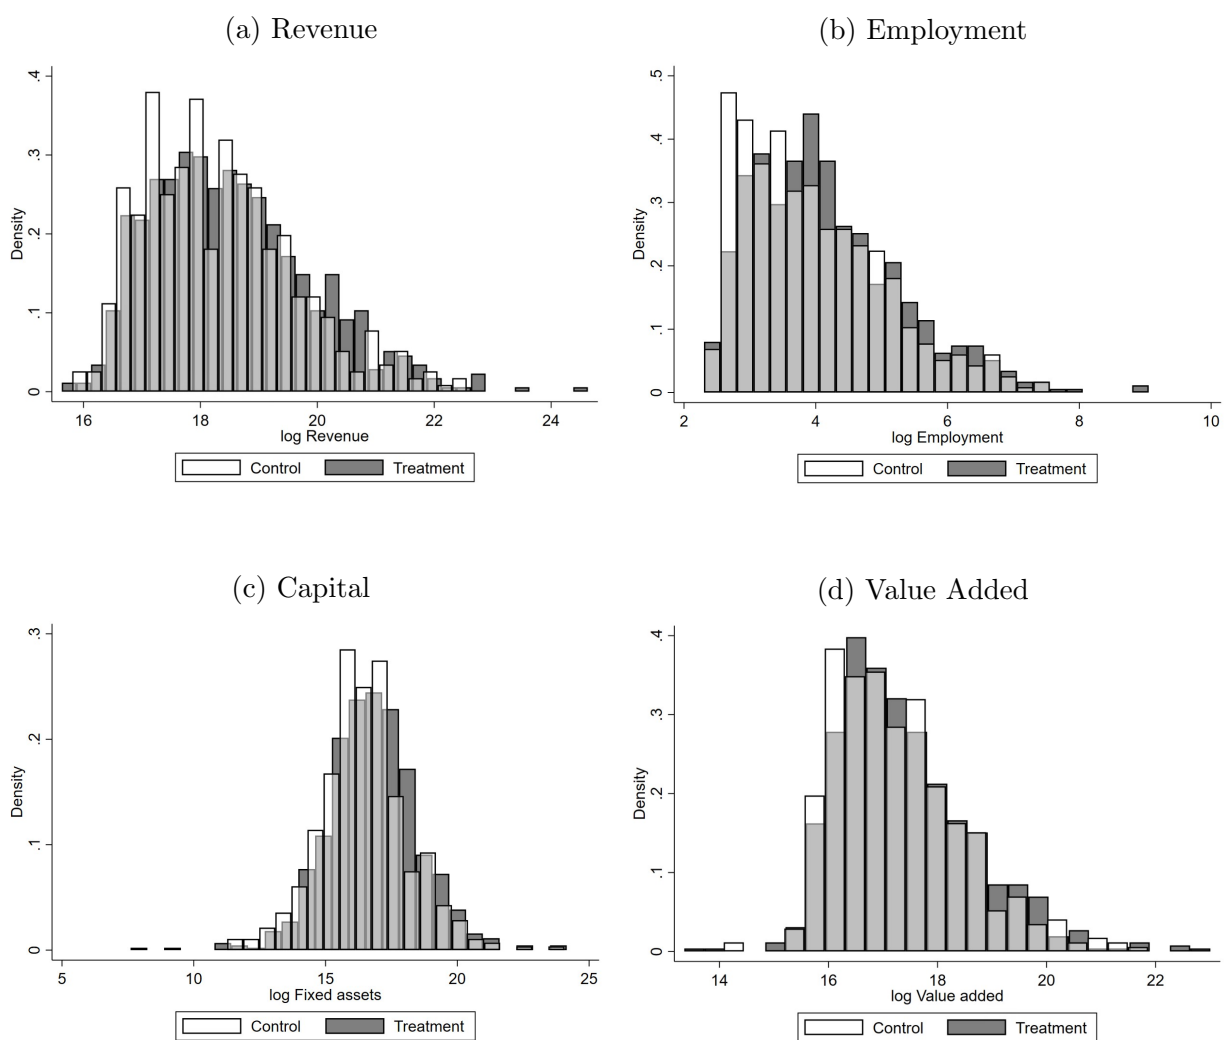 (a) Revenue
.4
.3
.2
.1
0
Density
16 18 20 22 24
log Revenue
Control Treatment
(b) Employment
.5
.4
.3
.2
.1
0
Density
2 4 6 8 10
log Employment
Control Treatment
(c) Capital
.3
.2
.1
0
Density
5 10 15 20 25
log Fixed assets
Control Treatment
(d) Value Added
.4
.3
.2
.1
0
Density
14 16 18 20 22
log Value added
Control Treatment